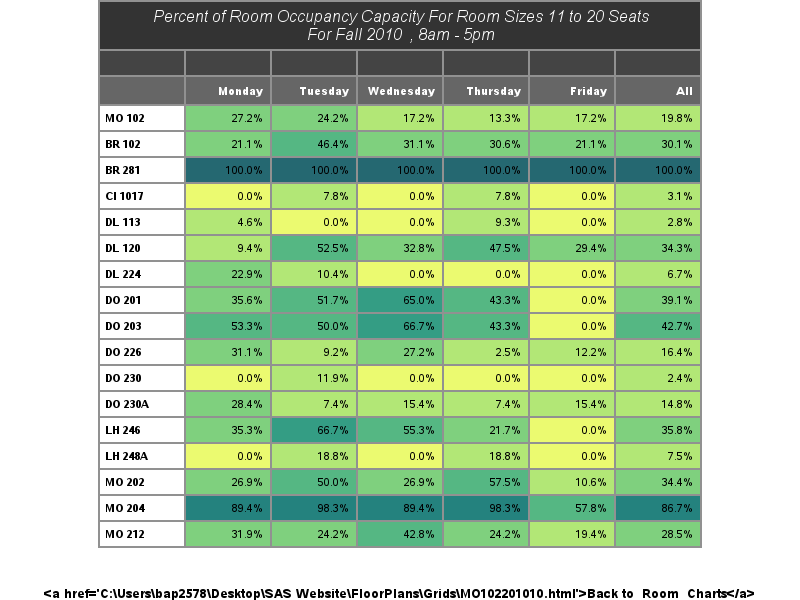 Percent of Room Occupancy Capacity For Room Sizes 11 to 20 Seats
For Fall 2010 , 8am - 5pm
Monday Tuesday Wednesday Thursday Friday All
MO 102 27.2% 24.2% 17.2% 13.3% 17.2% 19.8%
BR 102 21.1% 46.4% 31.1% 30.6% 21.1% 30.1%
BR 281 100.0% 100.0% 100.0% 100.0% 100.0% 100.0%
CI 1017 0.0% 7.8% 0.0% 7.8% 0.0% 3.1%
DL 113 4.6% 0.0% 0.0% 9.3% 0.0% 2.8%
DL 120 9.4% 52.5% 32.8% 47.5% 29.4% 34.3%
DL 224 22.9% 10.4% 0.0% 0.0% 0.0% 6.7%
DO 201 35.6% 51.7% 65.0% 43.3% 0.0% 39.1%
DO 203 53.3% 50.0% 66.7% 43.3% 0.0% 42.7%
DO 226 31.1% 9.2% 27.2% 2.5% 12.2% 16.4%
DO 230 0.0% 11.9% 0.0% 0.0% 0.0% 2.4%
DO 230A 28.4% 7.4% 15.4% 7.4% 15.4% 14.8%
LH 246 35.3% 66.7% 55.3% 21.7% 0.0% 35.8%
LH 248A 0.0% 18.8% 0.0% 18.8% 0.0% 7.5%
MO 202 26.9% 50.0% 26.9% 57.5% 10.6% 34.4%
MO 204 89.4% 98.3% 89.4% 98.3% 57.8% 86.7%
MO 212 31.9% 24.2% 42.8% 24.2% 19.4% 28.5%
<a href='C:\Users\bap2578\Desktop\SAS Website\FloorPlans\Grids\MO102201010.html'>Back to Room Charts</a>